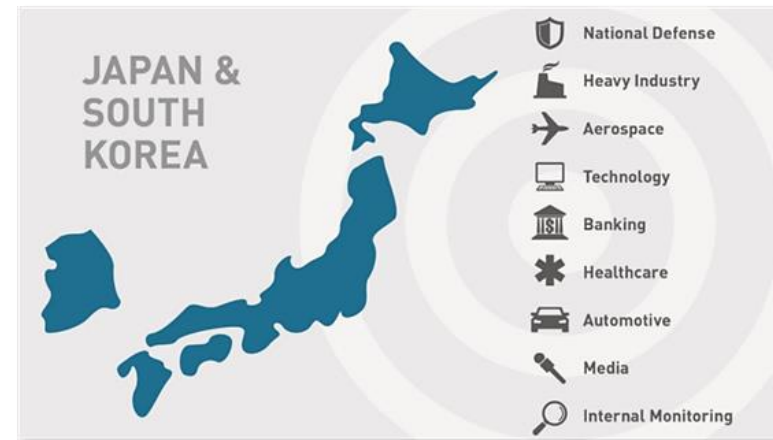 JAPAN &
SOUTH
KOREA
National Defense
Heavy Industry
Aerospace
Technology
Banking
Healthcare
Automotive
Media
Internal Monitoring